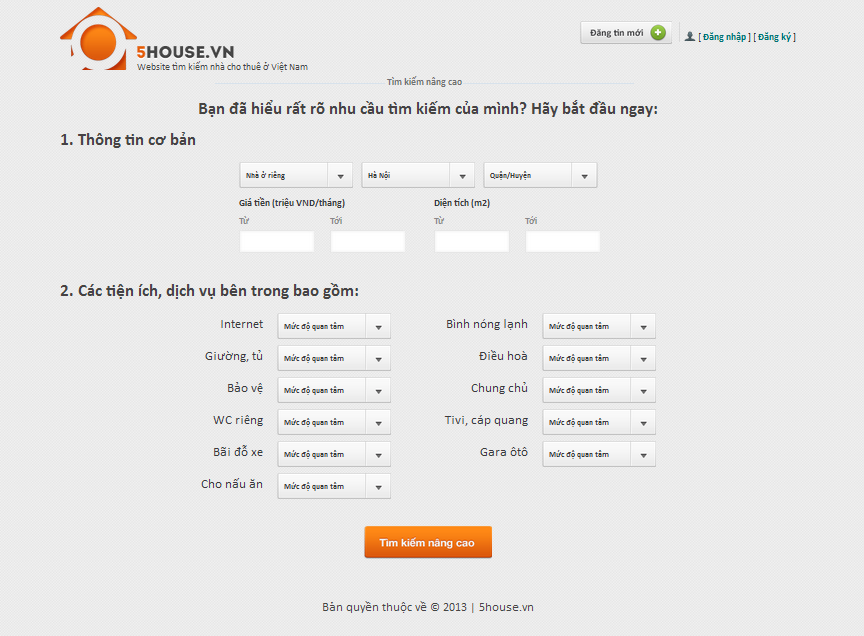 5HOUSE.VN
Website tìm kiếm nhà cho thuê ở Việt Nam
Đăng tin mới
[ Đăng nhập ] [ Đăng ký ]
Tìm kiếm nâng cao
Bạn đã hiểu rất rõ nhu cầu tìm kiếm của mình? Hãy bắt đầu ngay:
1. Thông tin cơ bản
Nhà ở riêng Hà Nội Quận/Huyện
Giá tiền (triệu VND/tháng) Diện tích (m2)
Từ Tới Từ Tới
2. Các tiện ích, dịch vụ bên trong bao gồm:
Internet Mức độ quan tâm Bình nóng lạnh Mức độ quan tâm
Giường, tủ Mức độ quan tâm Điều hoà Mức độ quan tâm
Bảo vệ Mức độ quan tâm Chung chủ Mức độ quan tâm
WC riêng Mức độ quan tâm Tivi, cáp quang Mức độ quan tâm
Bãi đỗ xe Mức độ quan tâm Gara ôtô Mức độ quan tâm
Cho nấu ăn Mức độ quan tâm
Tìm kiếm nâng cao
Bản quyền thuộc về © 2013 | 5house.vn